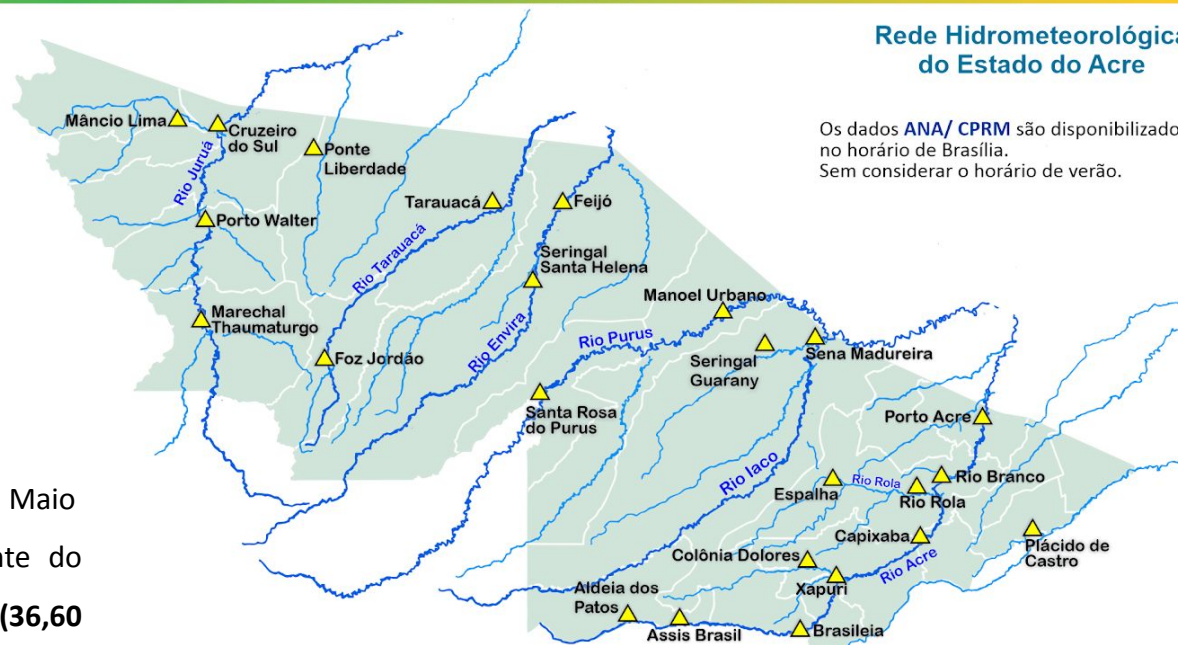 Rede Hidrometeorológica
do Estado do Acre
Os dados ANA/ CPRM são disponibilizado
no horário de Brasília.
Sem considerar o horário de verão.
Mâncio Lima
Cruzeiro
do Sul
Ponte
Liberdade
Rio Juruá
Porto Walter
Tarauacá
Feijó
Rio Tarauacá
Seringal
Santa Helena
Marechal
Thaumaturgo
Foz Jordão
Rio Envira
Manoel Urbano
Rio Purus
Seringal
Guarany
Sena Madureira
Santa Rosa
do Purus
Porto Acre
Rio Iaco
Espalha
Rio Rola
Rio Rola
Rio Branco
Capixaba
Plácido de
Castro
Colônia Dolores
Rio Acre
Xapuri
Aldeia dos
Patos
Assis Brasil
Brasileia
Maio
te do
(36,60